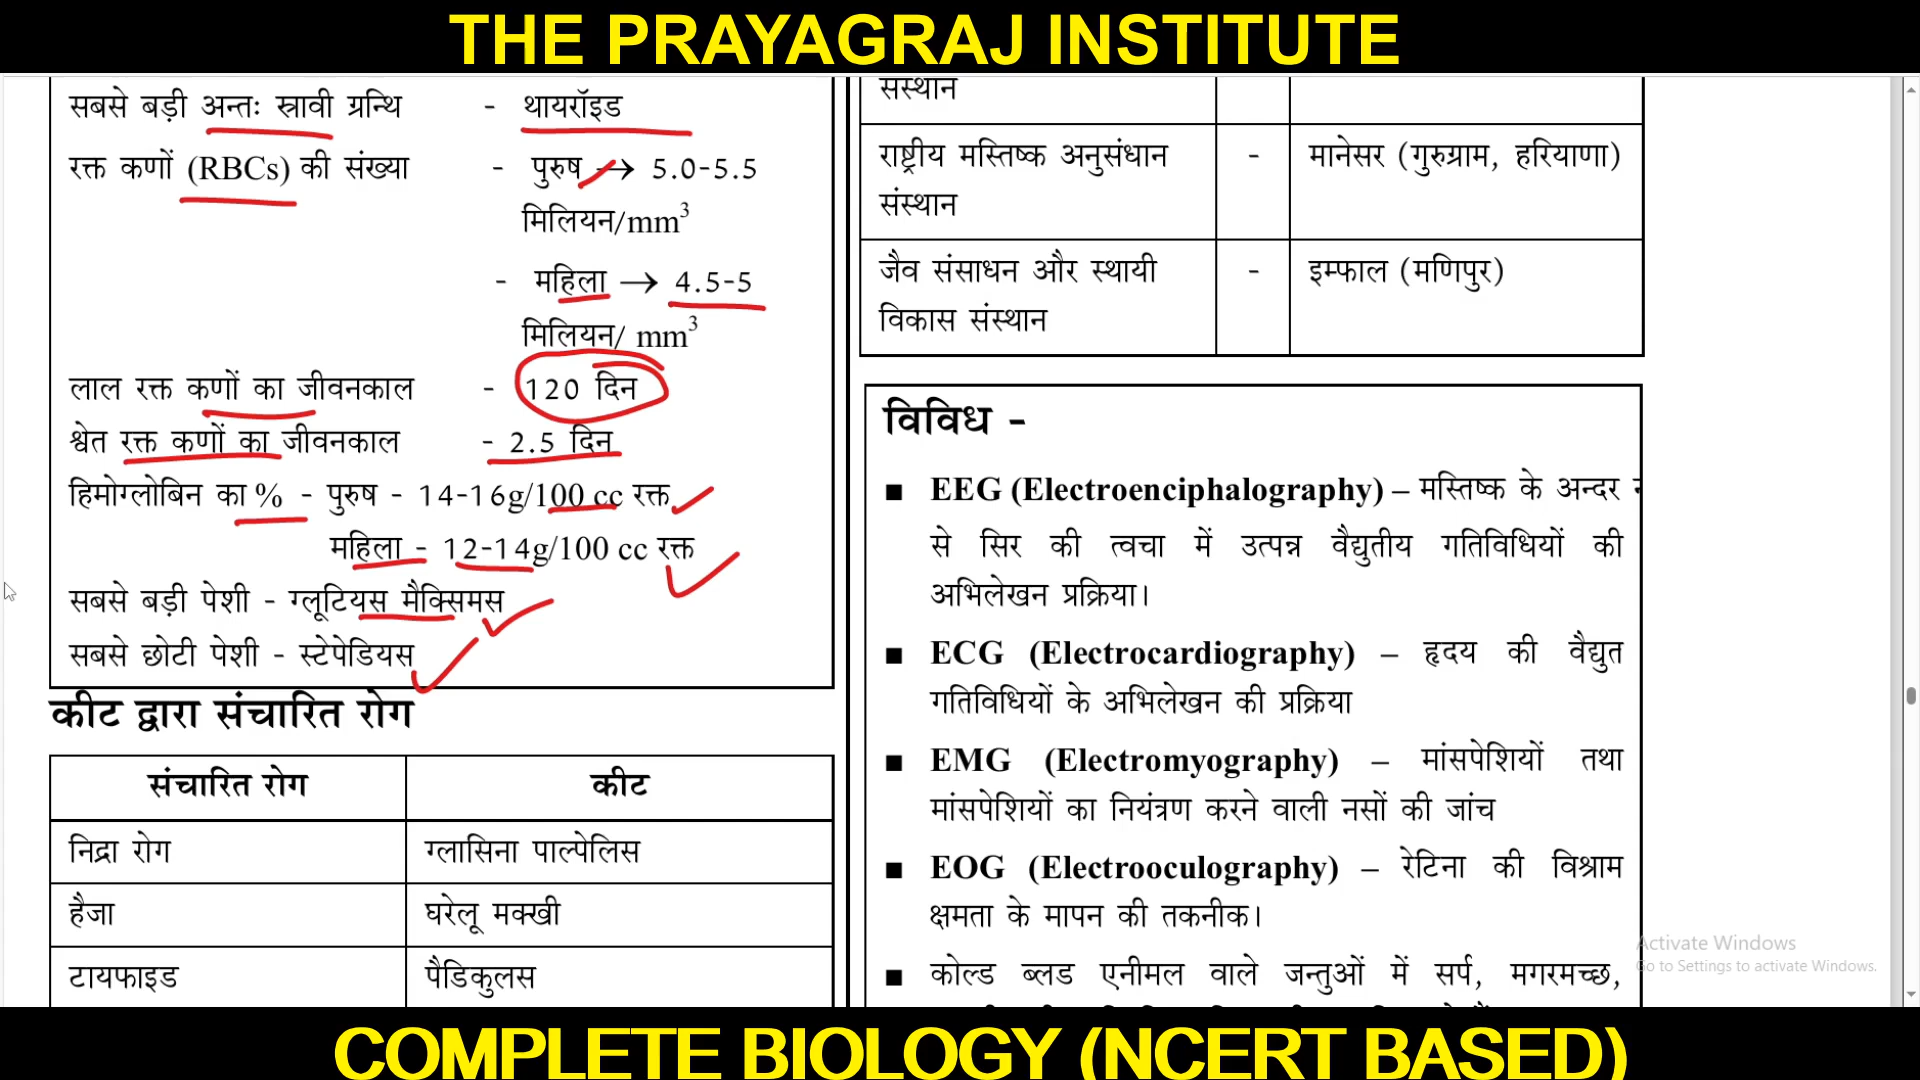 THE PRAYAGRAJ INSTITUTE
सबसे बड़ी अन्तः स्रावी ग्रन्थि - थायरॉइड
रक्त कणों (RBCs) की संख्या - पुरुष → 5.0-5.5
मिलियन/mm³
- महिला → 4.5-5
मिलियन/ mm³
लाल रक्त कणों का जीवनकाल - 120 दिन
श्वेत रक्त कणों का जीवनकाल - 2.5 दिन
हिमोग्लोबिन का % - पुरुष - 14-16g/100 cc रक्त
महिला - 12-14g/100 cc रक्त
सबसे बड़ी पेशी - ग्लूटियस मैक्सिमस
सबसे छोटी पेशी - स्टेपेडियस
कीट द्वारा संचारित रोग
संचारित रोग कीट
निद्रा रोग ग्लासिना पाल्पेलिस
हैजा घरेलू मक्खी
टायफाइड पैडिकुलस
संस्थान
राष्ट्रीय मस्तिष्क अनुसंधान - मानेसर (गुरुग्राम, हरियाणा)
संस्थान
जैव संसाधन और स्थायी - इम्फाल (मणिपुर)
विकास संस्थान
विविध -
■ EEG (Electroenciphalography) – मस्तिष्क के अन्दर
से सिर की त्वचा में उत्पन्न वैद्युतीय गतिविधियों की
अभिलेखन प्रक्रिया।
■ ECG (Electrocardiography) – हृदय की वैद्युत
गतिविधियों के अभिलेखन की प्रक्रिया
■ EMG (Electromyography) – मांसपेशियों तथा
मांसपेशियों का नियंत्रण करने वाली नसों की जांच
■ EOG (Electrooculography) – रेटिना की विश्राम
क्षमता के मापन की तकनीक।
■ कोल्ड ब्लड एनीमल वाले जन्तुओं में सर्प, मगरमच्छ,
Activate Windows
Go to Settings to activate Windows.
COMPLETE BIOLOGY (NCERT BASED)